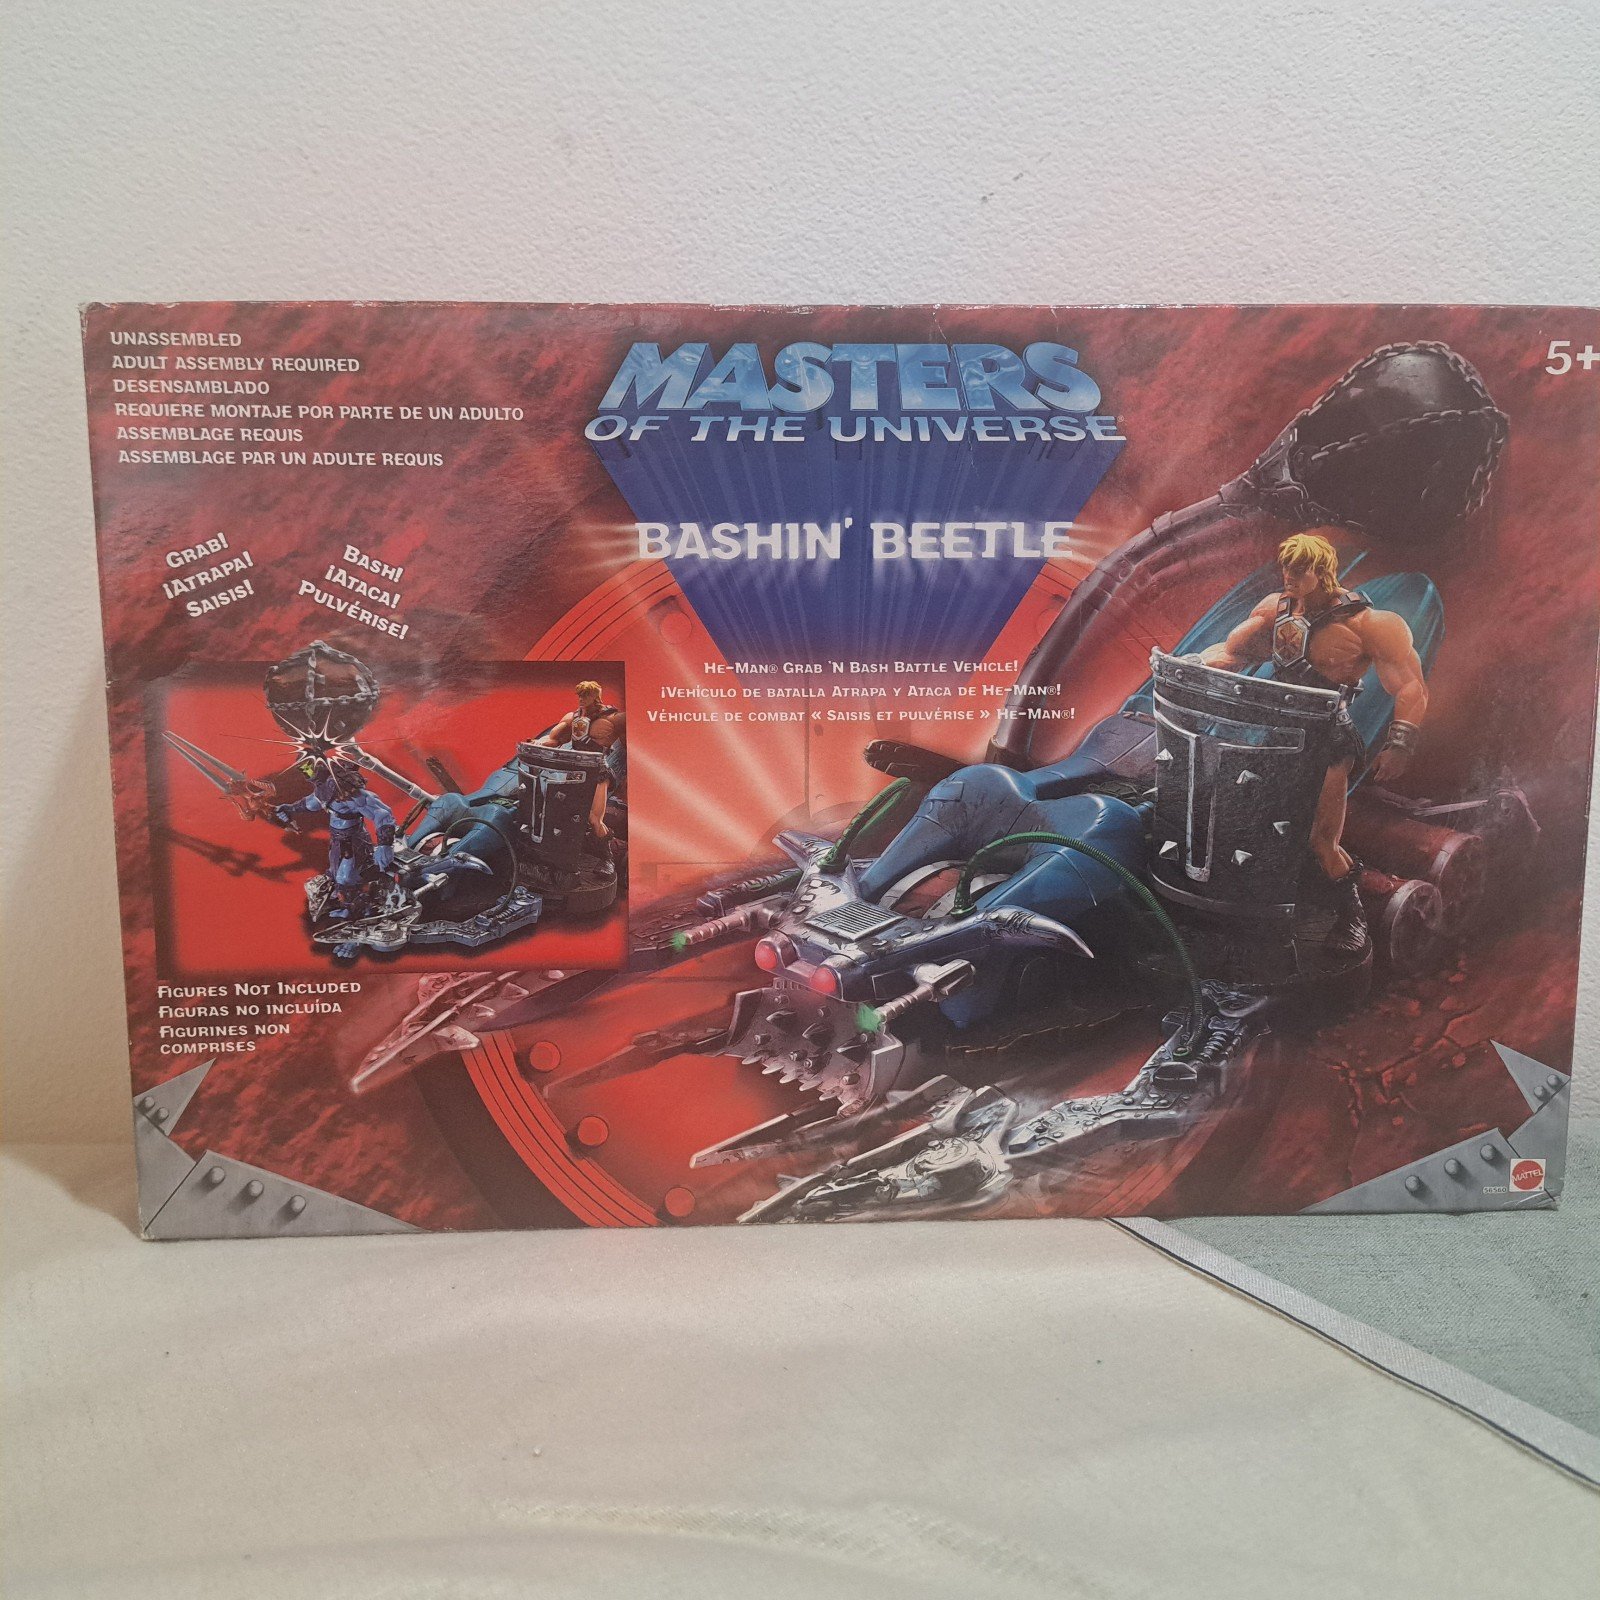 UNASSEMBLED
ADULT ASSEMBLY REQUIRED
DESENSAMBLADO
REQUIERE MONTAJE POR PARTE DE UN ADULTO
ASSEMBLAGE REQUIS
ASSEMBLAGE PAR UN ADULTE REQUIS
MASTERS
OF THE UNIVERSE®
5+
BASHIN' BEETLE
GRAB!
¡ATRAPA!
SAISIS!
BASH!
¡ATACA!
PULVÉRISE!
HE-MAN® GRAB 'N BASH BATTLE VEHICLE!
¡VEHÍCULO DE BATALLA ATRAPA Y ATACA DE HE-MAN®!
VÉHICULE DE COMBAT « SAISIS ET PULVÉRISE » HE-MAN®!
FIGURES NOT INCLUDED
FIGURAS NO INCLUÍDA
FIGURINES NON
COMPRISES
56560
MATTEL